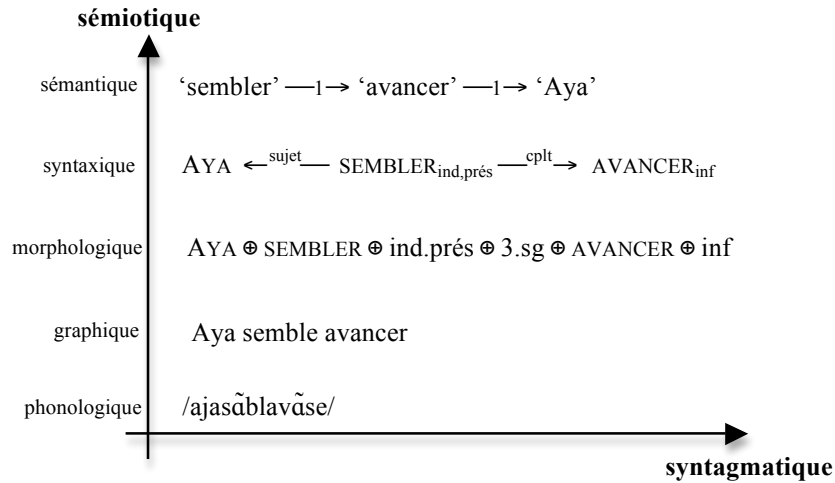 sémiotique
sémantique ‘sembler’ —1→ ‘avancer’ —1→ ‘Aya’
syntaxique AYA ←sujet— SEMBLERind,prés —cplt→ AVANCERinf
morphologique AYA ⊕ SEMBLER ⊕ ind.prés ⊕ 3.sg ⊕ AVANCER ⊕ inf
graphique Aya semble avancer
phonologique /ajasɑ̃blavɑ̃se/
syntagmatique